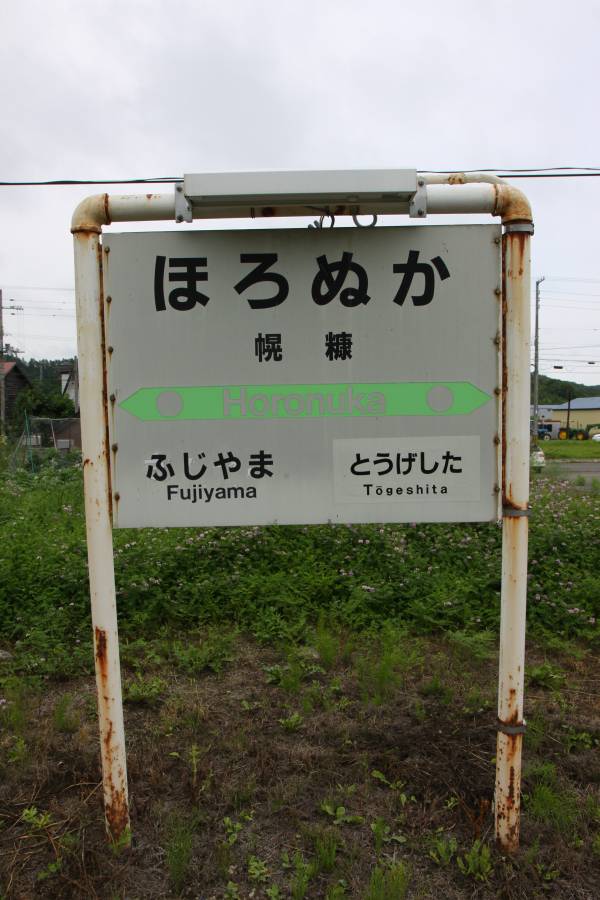 ほろぬか
幌糠
Horonuka
ふじやま
Fujiyama
とうげした
Tōgeshita